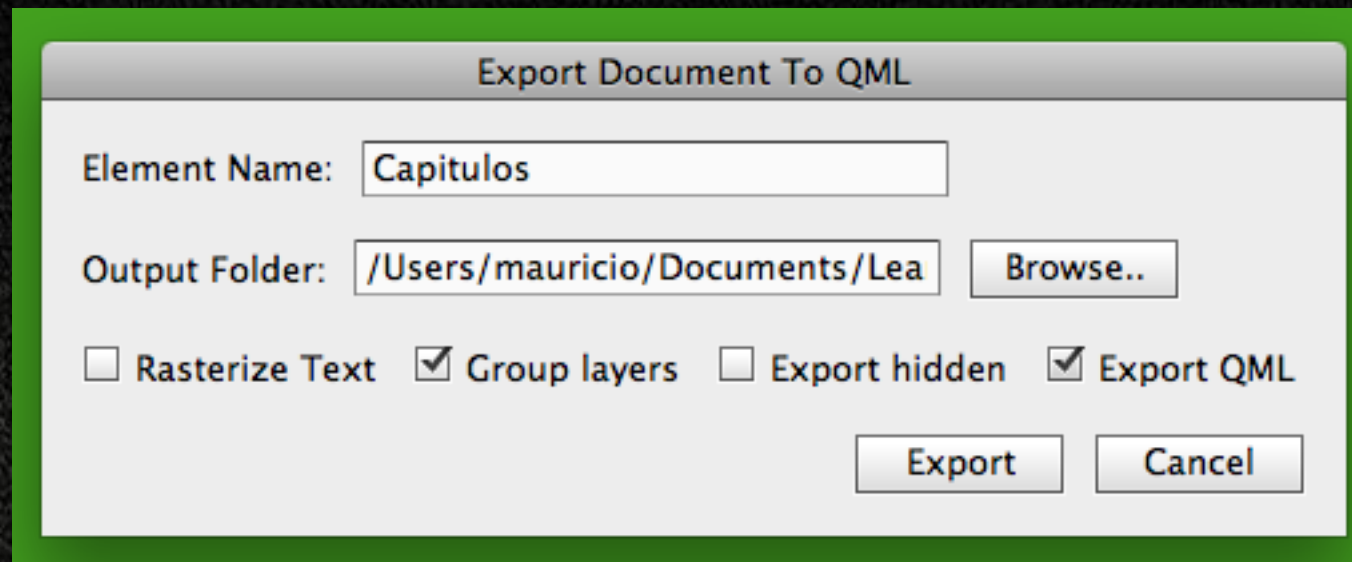 Export Document To QML
Element Name: Capitulos
Output Folder: /Users/mauricio/Documents/Lea Browse..
Rasterize Text Group layers Export hidden Export QML
Export Cancel